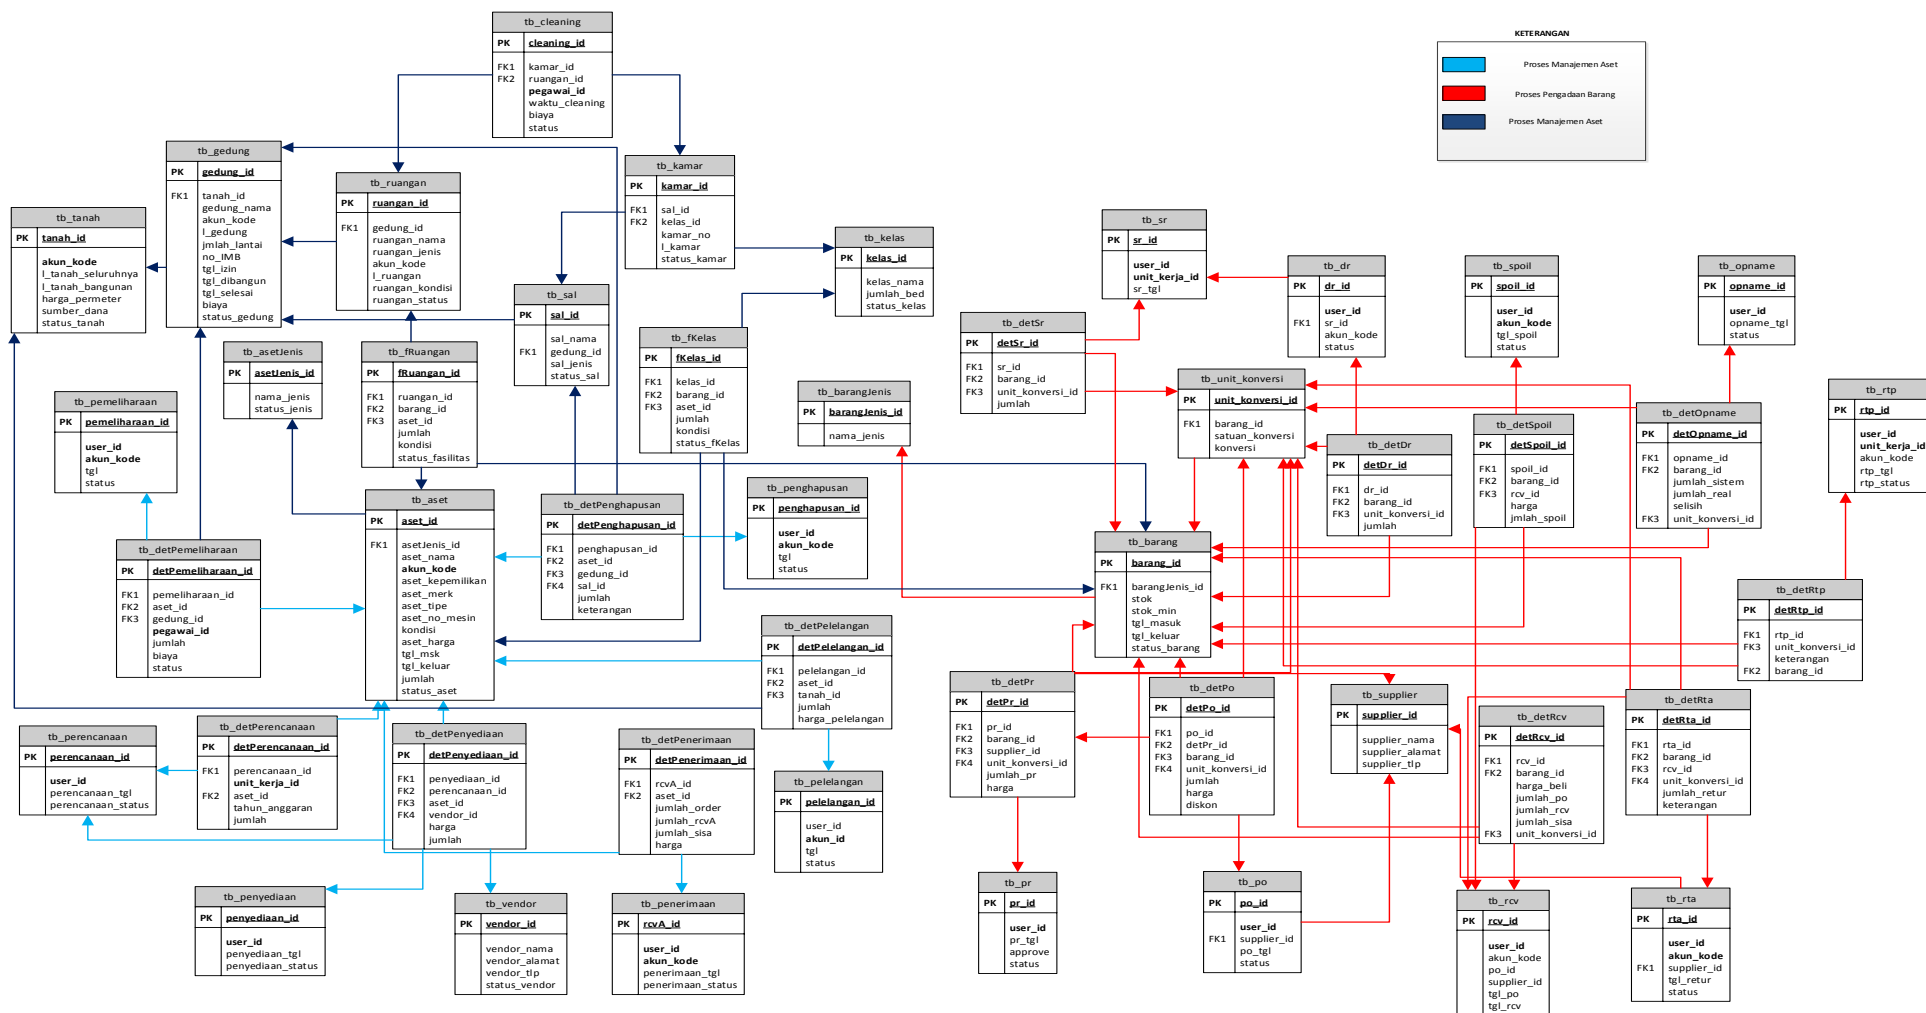 tb_cleaning
PK cleaning_id
FK1 kamar_id
FK2 ruangan_id
pegawai_id
waktu_cleaning
biaya
status
KETERANGAN
Proses Manajemen Aset
Proses Pengadaan Barang
Proses Manajemen Aset
tb_gedung
PK gedung_id
FK1 tanah_id
gedung_nama
akun_kode
l_gedung
jmlah_lantai
no_IMB
tgl_izin
tgl_dibangun
tgl_selesai
biaya
status_gedung
tb_ruangan
PK ruangan_id
FK1 gedung_id
ruangan_nama
ruangan_jenis
akun_kode
l_ruangan
ruangan_kondisi
ruangan_status
tb_kamar
PK kamar_id
FK1 sal_id
FK2 kelas_id
kamar_no
l_kamar
status_kamar
tb_tanah
PK tanah_id
akun_kode
l_tanah_seluruhnya
l_tanah_bangunan
harga_permeter
sumber_dana
status_tanah
tb_kelas
PK kelas_id
kelas_nama
jumlah_bed
status_kelas
tb_sr
PK sr_id
user_id
unit_kerja_id
sr_tgl
tb_dr
PK dr_id
user_id
FK1 sr_id
akun_kode
status
tb_spoil
PK spoil_id
user_id
akun_kode
tgl_spoil
status
tb_opname
PK opname_id
user_id
opname_tgl
status
tb_sal
PK sal_id
sal_nama
FK1 gedung_id
sal_jenis
status_sal
tb_detSr
PK detSr_id
FK1 sr_id
FK2 barang_id
FK3 unit_konversi_id
jumlah
tb_asetJenis
PK asetJenis_id
nama_jenis
status_jenis
tb_fRuangan
PK fRuangan_id
FK1 ruangan_id
FK2 barang_id
FK3 aset_id
jumlah
kondisi
status_fasilitas
tb_fKelas
PK fKelas_id
FK1 kelas_id
FK2 barang_id
FK3 aset_id
jumlah
kondisi
status_fKelas
tb_barangJenis
PK barangJenis_id
nama_jenis
tb_unit_konversi
PK unit_konversi_id
FK1 barang_id
satuan_konversi
konversi
tb_rtp
PK rtp_id
user_id
unit_kerja_id
akun_kode
rtp_tgl
rtp_status
tb_pemeliharaan
PK pemeliharaan_id
user_id
akun_kode
tgl
status
tb_detDr
PK detDr_id
FK1 dr_id
FK2 barang_id
FK3 unit_konversi_id
jumlah
tb_detSpoil
PK detSpoil_id
FK1 spoil_id
FK2 barang_id
FK3 rcv_id
harga
jmlah_spoil
tb_detOpname
PK detOpname_id
FK1 opname_id
FK2 barang_id
jumlah_sistem
jumlah_real
selisih
FK3 unit_konversi_id
tb_aset
PK aset_id
FK1 asetJenis_id
aset_nama
akun_kode
aset_kepemilikan
aset_merk
aset_tipe
aset_no_mesin
kondisi
aset_harga
tgl_msk
tgl_keluar
jumlah
status_aset
tb_detPenghapusan
PK detPenghapusan_id
FK1 penghapusan_id
FK2 aset_id
FK3 gedung_id
FK4 sal_id
jumlah
keterangan
tb_penghapusan
PK penghapusan_id
user_id
akun_kode
tgl
status
tb_detPemeliharaan
PK detPemeliharaan_id
FK1 pemeliharaan_id
FK2 aset_id
FK3 gedung_id
pegawai_id
jumlah
biaya
status
tb_barang
PK barang_id
FK1 barangJenis_id
stok
stok_min
tgl_masuk
tgl_keluar
status_barang
tb_detRtp
PK detRtp_id
FK1 rtp_id
FK3 unit_konversi_id
keterangan
FK2 barang_id
tb_detPelelangan
PK detPelelangan_id
FK1 pelelangan_id
FK2 aset_id
FK3 tanah_id
jumlah
harga_pelelangan
tb_detPr
PK detPr_id
FK1 pr_id
FK2 barang_id
FK3 supplier_id
FK4 unit_konversi_id
jumlah_pr
harga
tb_detPo
PK detPo_id
FK1 po_id
FK2 detPr_id
FK3 barang_id
FK4 unit_konversi_id
jumlah
harga
diskon
tb_supplier
PK supplier_id
supplier_nama
supplier_alamat
supplier_tlp
tb_detRcv
PK detRcv_id
FK1 rcv_id
FK2 barang_id
harga_beli
jumlah_po
jumlah_rcv
jumlah_sisa
FK3 unit_konversi_id
tb_detRta
PK detRta_id
FK1 rta_id
FK2 barang_id
FK3 rcv_id
FK4 unit_konversi_id
jumlah_retur
keterangan
tb_perencanaan
PK perencanaan_id
user_id
perencanaan_tgl
perencanaan_status
tb_detPerencanaan
PK detPerencanaan_id
FK1 perencanaan_id
unit_kerja_id
FK2 aset_id
tahun_anggaran
jumlah
tb_detPenyediaan
PK detPenyediaan_id
FK1 penyediaan_id
FK2 perencanaan_id
FK3 aset_id
FK4 vendor_id
harga
jumlah
tb_detPenerimaan
PK detPenerimaan_id
FK1 rcvA_id
FK2 aset_id
jumlah_order
jumlah_rcvA
jumlah_sisa
harga
tb_pelelangan
PK pelelangan_id
user_id
akun_id
tgl
status
tb_penyediaan
PK penyediaan_id
user_id
penyediaan_tgl
penyediaan_status
tb_vendor
PK vendor_id
vendor_nama
vendor_alamat
vendor_tlp
status_vendor
tb_penerimaan
PK rcvA_id
user_id
akun_kode
penerimaan_tgl
penerimaan_status
tb_pr
PK pr_id
user_id
pr_tgl
approve
status
tb_po
PK po_id
user_id
FK1 supplier_id
po_tgl
status
tb_rcv
PK rcv_id
user_id
akun_kode
po_id
supplier_id
tgl_po
tgl_rcv
tb_rta
PK rta_id
user_id
akun_kode
FK1 supplier_id
tgl_retur
status